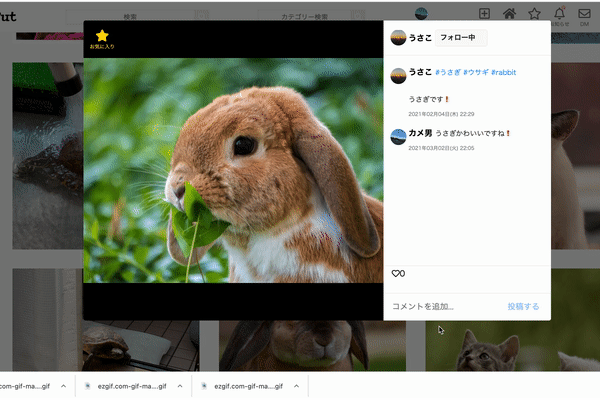 検索
カテゴリー検索
お知らせ
DM
お気に入り
うさこ フォロー中
うさこ #うさぎ #ウサギ #rabbit
うさぎです❗
2021年02月04日(木) 22:29
カメ男 うさぎかわいいですね❗
2021年03月02日(火) 22:05
0
コメントを追加... 投稿する
com-gif-ma....gif
ezgif.com-gif-ma....gif
ezgif.com-gif-ma....gif